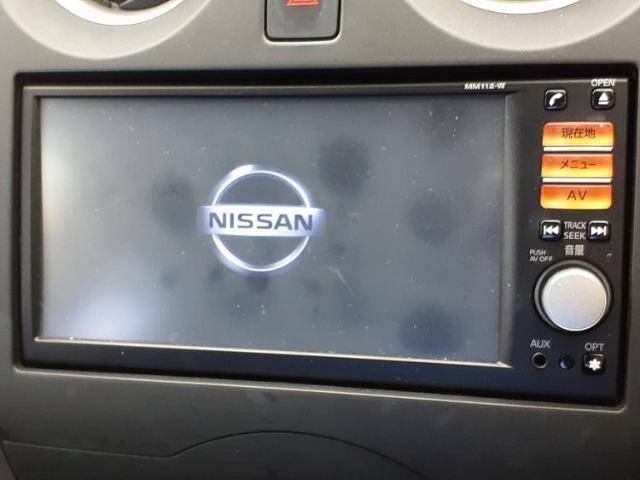 MM112-W
OPEN
現在地
メニュー
AV
NISSAN
TRACK
SEEK
音量
PUSH
AV OFF
AUX
OPT